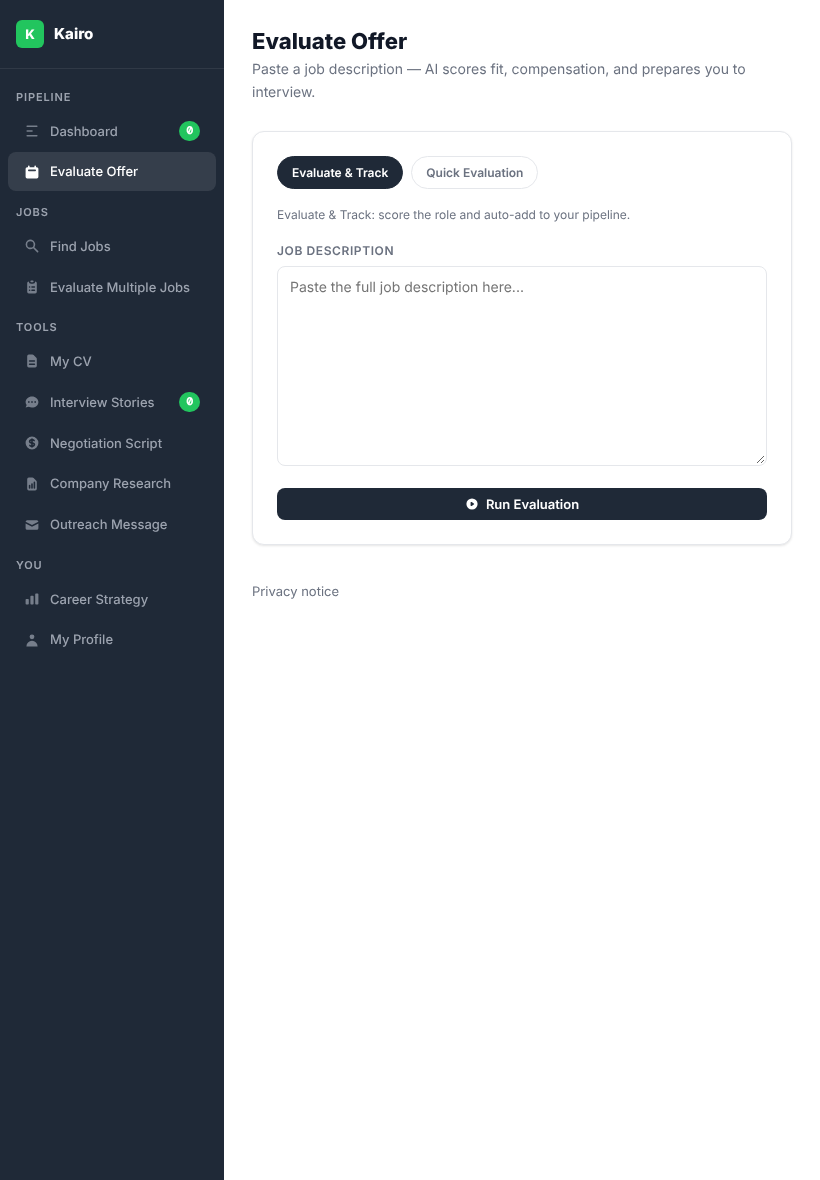 K Kairo
PIPELINE
Dashboard 0
Evaluate Offer
JOBS
Find Jobs
Evaluate Multiple Jobs
TOOLS
My CV
Interview Stories 0
Negotiation Script
Company Research
Outreach Message
YOU
Career Strategy
My Profile
Evaluate Offer
Paste a job description — AI scores fit, compensation, and prepares you to
interview.
Evaluate & Track Quick Evaluation
Evaluate & Track: score the role and auto-add to your pipeline.
JOB DESCRIPTION
Paste the full job description here...
Run Evaluation
Privacy notice